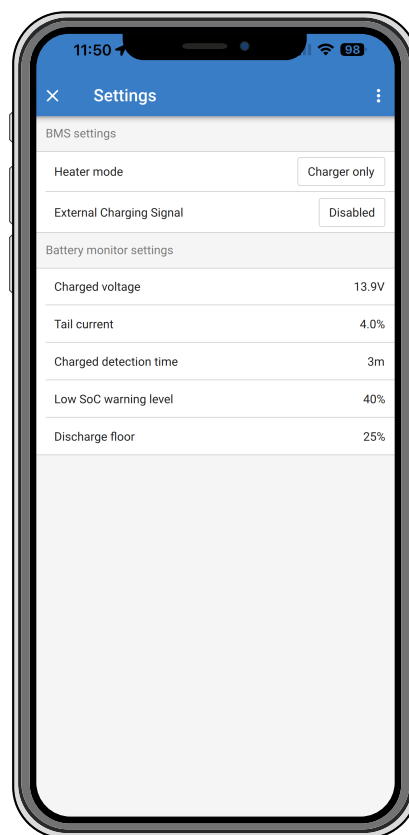 11:50 98
Settings
BMS settings
Heater mode Charger only
External Charging Signal Disabled
Battery monitor settings
Charged voltage 13.9V
Tail current 4.0%
Charged detection time 3m
Low SoC warning level 40%
Discharge floor 25%